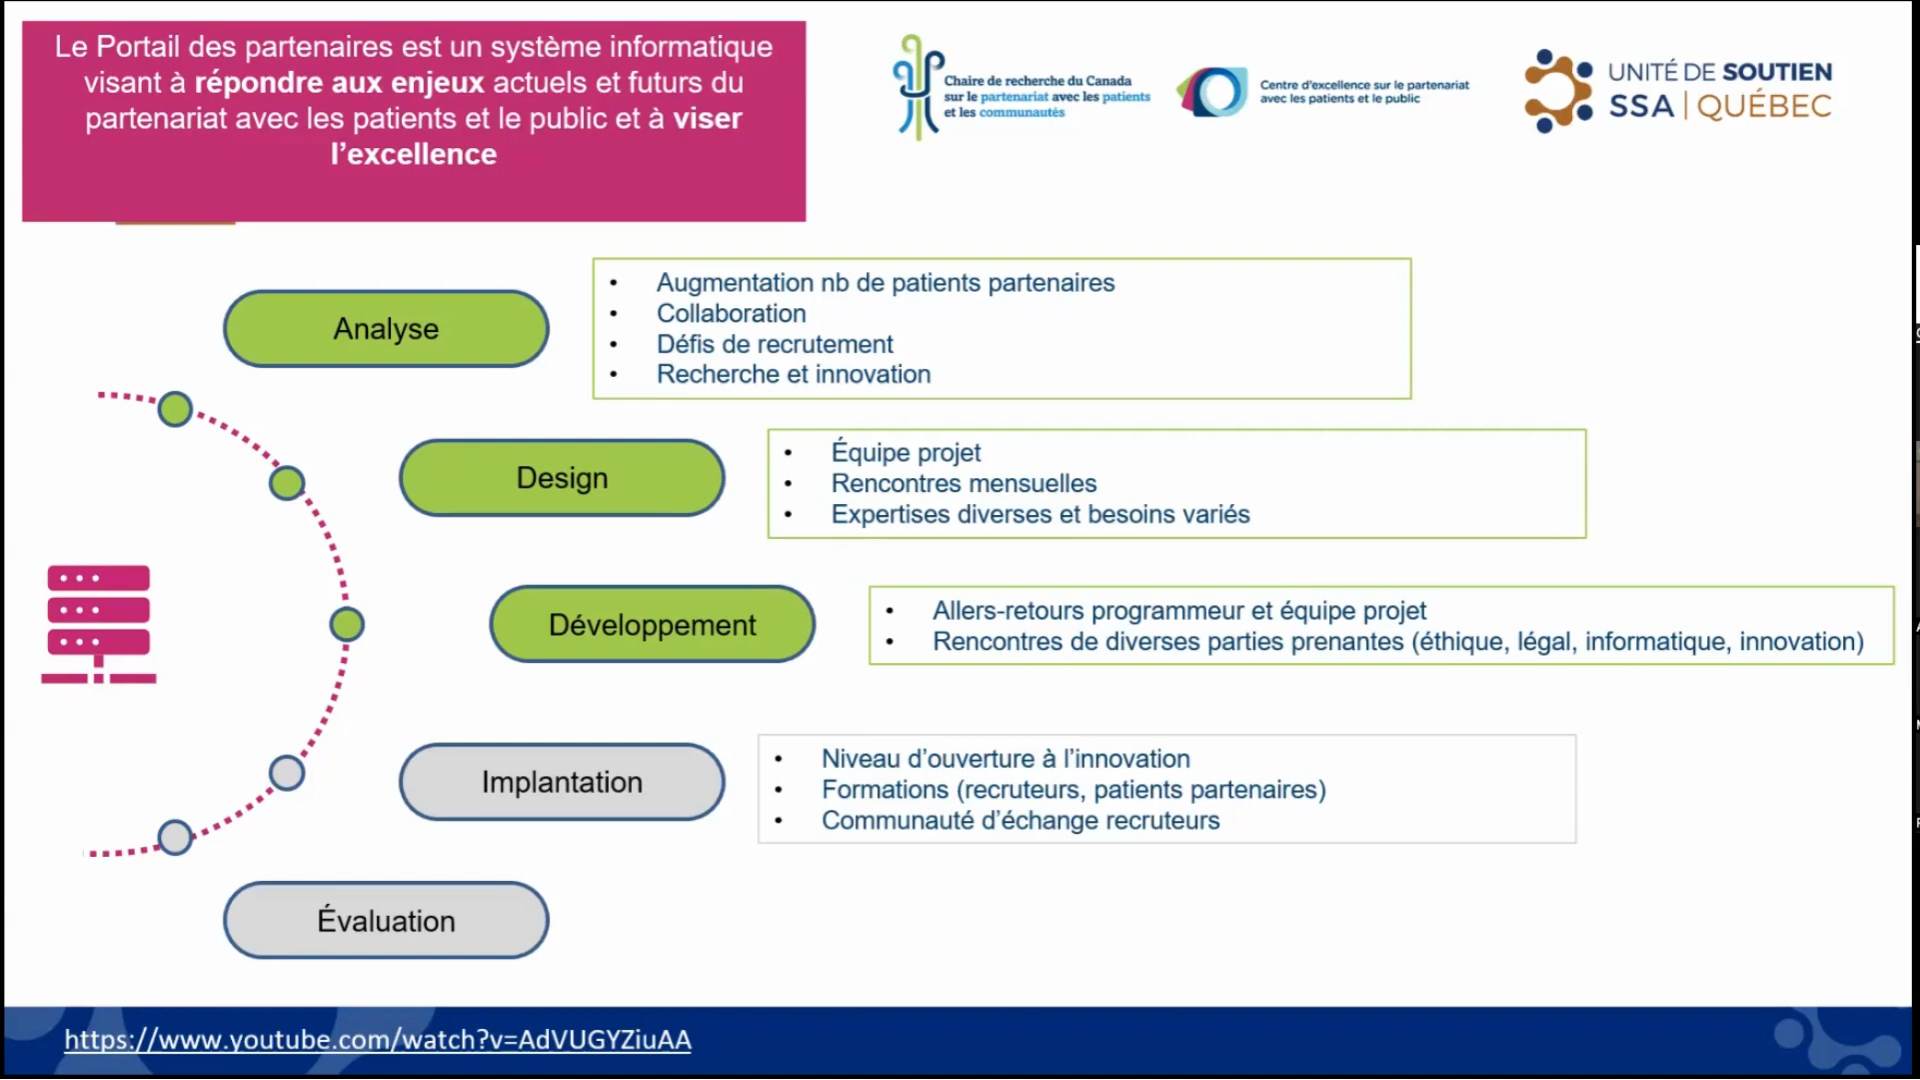 Le Portail des partenaires est un système informatique
visant à répondre aux enjeux actuels et futurs du
partenariat avec les patients et le public et à viser
l’excellence
Chaire de recherche du Canada
sur le partenariat avec les patients
et les communautés
Centre d'excellence sur le partenariat
avec les patients et le public
UNITÉ DE SOUTIEN
SSA | QUÉBEC
Analyse
• Augmentation nb de patients partenaires
• Collaboration
• Défis de recrutement
• Recherche et innovation
Design
• Équipe projet
• Rencontres mensuelles
• Expertises diverses et besoins variés
Développement
• Allers-retours programmeur et équipe projet
• Rencontres de diverses parties prenantes (éthique, légal, informatique, innovation)
Implantation
• Niveau d’ouverture à l’innovation
• Formations (recruteurs, patients partenaires)
• Communauté d’échange recruteurs
Évaluation
https://www.youtube.com/watch?v=AdVUGYZiuAA